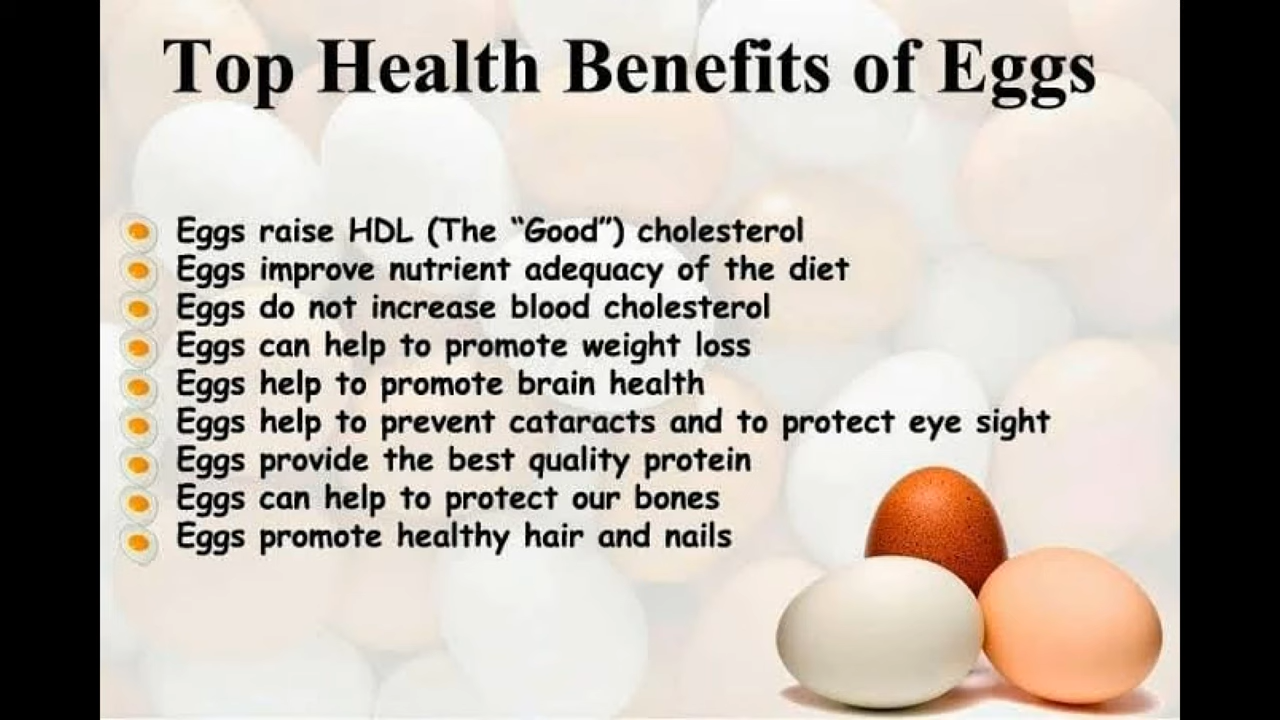 Top Health Benefits of Eggs
Eggs raise HDL (The “Good”) cholesterol
Eggs improve nutrient adequacy of the diet
Eggs do not increase blood cholesterol
Eggs can help to promote weight loss
Eggs help to promote brain health
Eggs help to prevent cataracts and to protect eye sight
Eggs provide the best quality protein
Eggs can help to protect our bones
Eggs promote healthy hair and nails